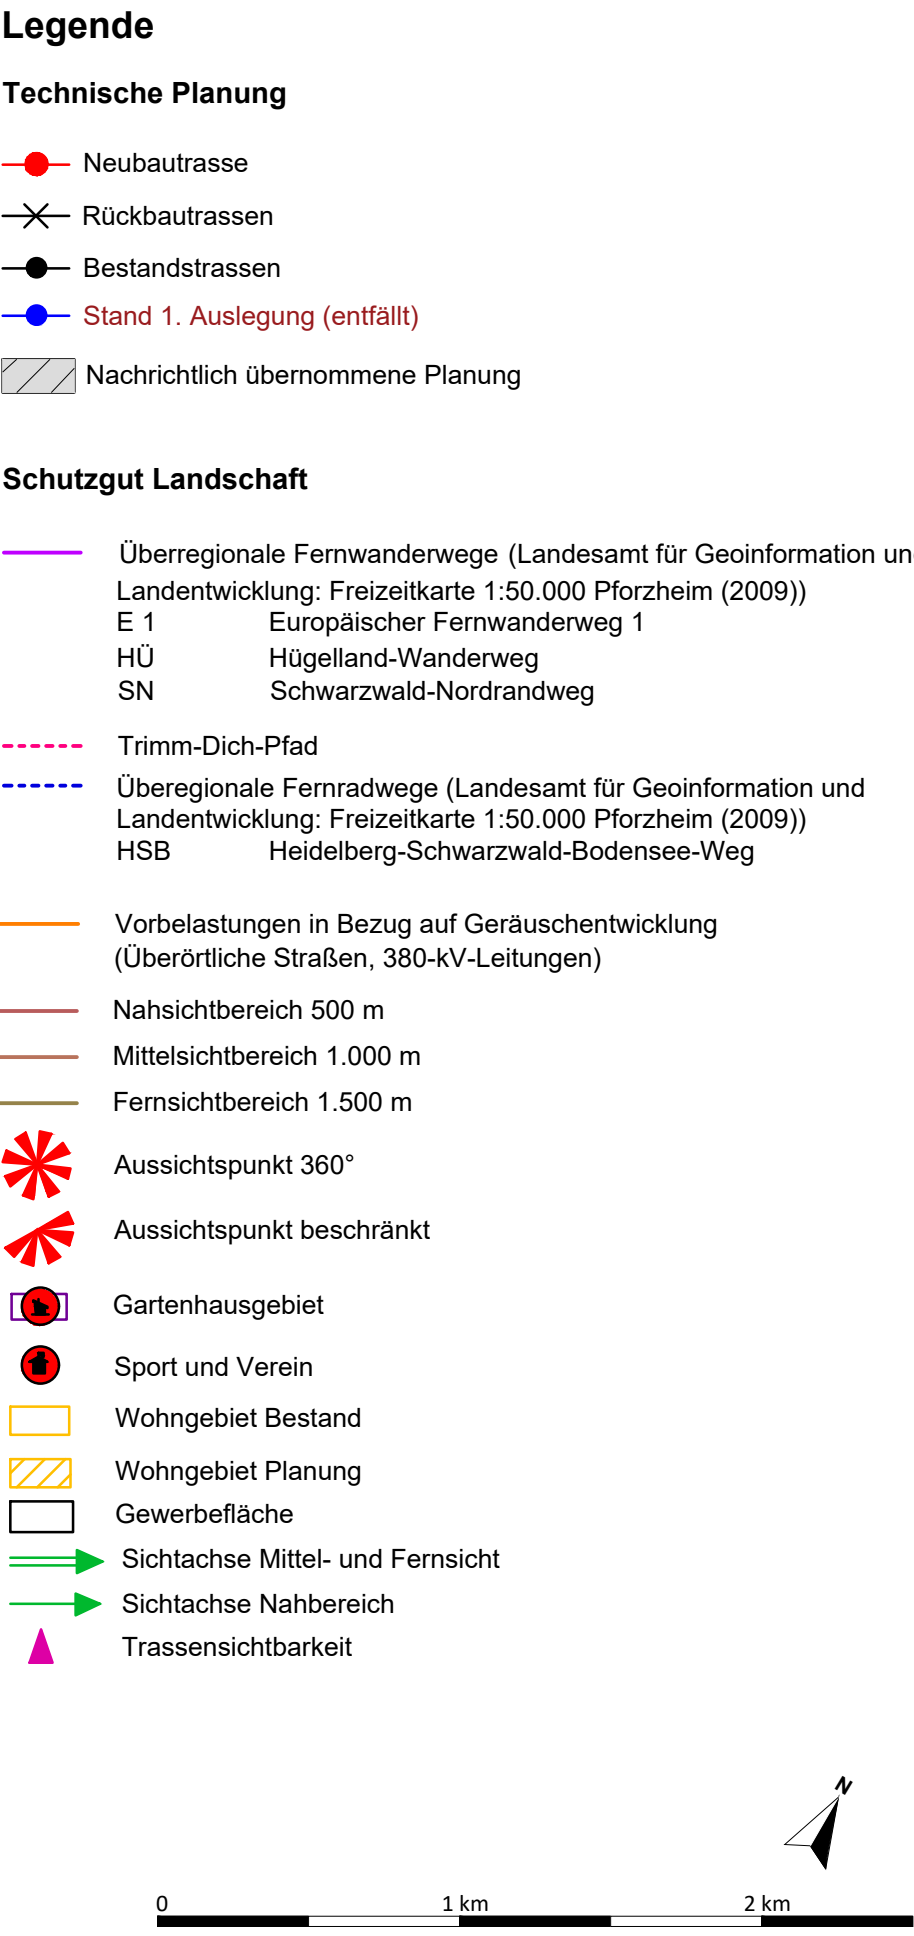 Legende
Technische Planung
Neubautrasse
Rückbautrassen
Bestandstrassen
Stand 1. Auslegung (entfällt)
Nachrichtlich übernommene Planung
Schutzgut Landschaft
Überregionale Fernwanderwege (Landesamt für Geoinformation un
Landentwicklung: Freizeitkarte 1:50.000 Pforzheim (2009))
E 1 Europäischer Fernwanderweg 1
HÜ Hügelland-Wanderweg
SN Schwarzwald-Nordrandweg
Trimm-Dich-Pfad
Überegionale Fernradwege (Landesamt für Geoinformation und
Landentwicklung: Freizeitkarte 1:50.000 Pforzheim (2009))
HSB Heidelberg-Schwarzwald-Bodensee-Weg
Vorbelastungen in Bezug auf Geräuschentwicklung
(Überörtliche Straßen, 380-kV-Leitungen)
Nahsichtbereich 500 m
Mittelsichtbereich 1.000 m
Fernsichtbereich 1.500 m
Aussichtspunkt 360°
Aussichtspunkt beschränkt
Gartenhausgebiet
Sport und Verein
Wohngebiet Bestand
Wohngebiet Planung
Gewerbefläche
Sichtachse Mittel- und Fernsicht
Sichtachse Nahbereich
Trassensichtbarkeit
N
0 1 km 2 km